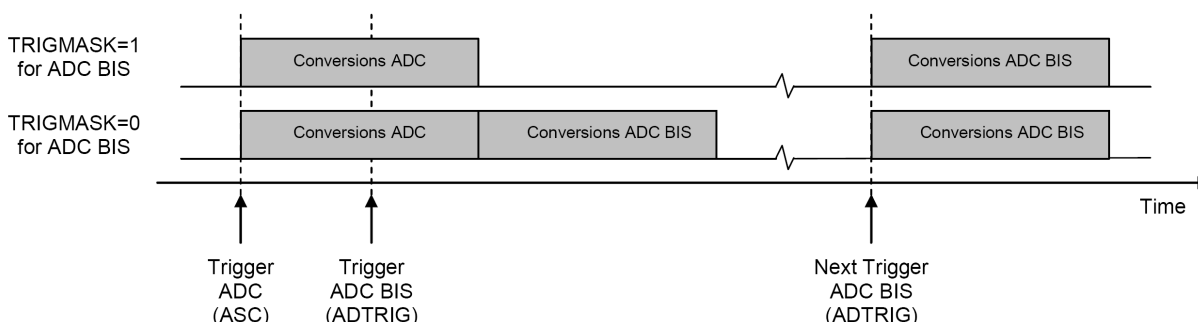 TRIGMASK=1
for ADC BIS
Conversions ADC
Conversions ADC BIS
TRIGMASK=0
for ADC BIS
Conversions ADC
Conversions ADC BIS
Conversions ADC BIS
Time
Trigger
ADC
(ASC)
Trigger
ADC BIS
(ADTRIG)
Next Trigger
ADC BIS
(ADTRIG)